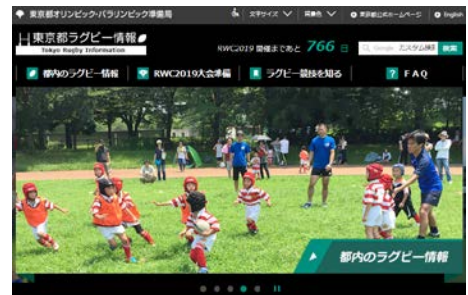 東京都オリンピック・パラリンピック準備局
文字サイズ
背景色
東京都公式ホームページ
English
東京都ラグビー情報
Tokyo Rugby Information
RWC2019 開催まであと 766 日
Google カスタム検索
検索
都内のラグビー情報
RWC2019大会準備
ラグビー競技を知る
FAQ
都内のラグビー情報